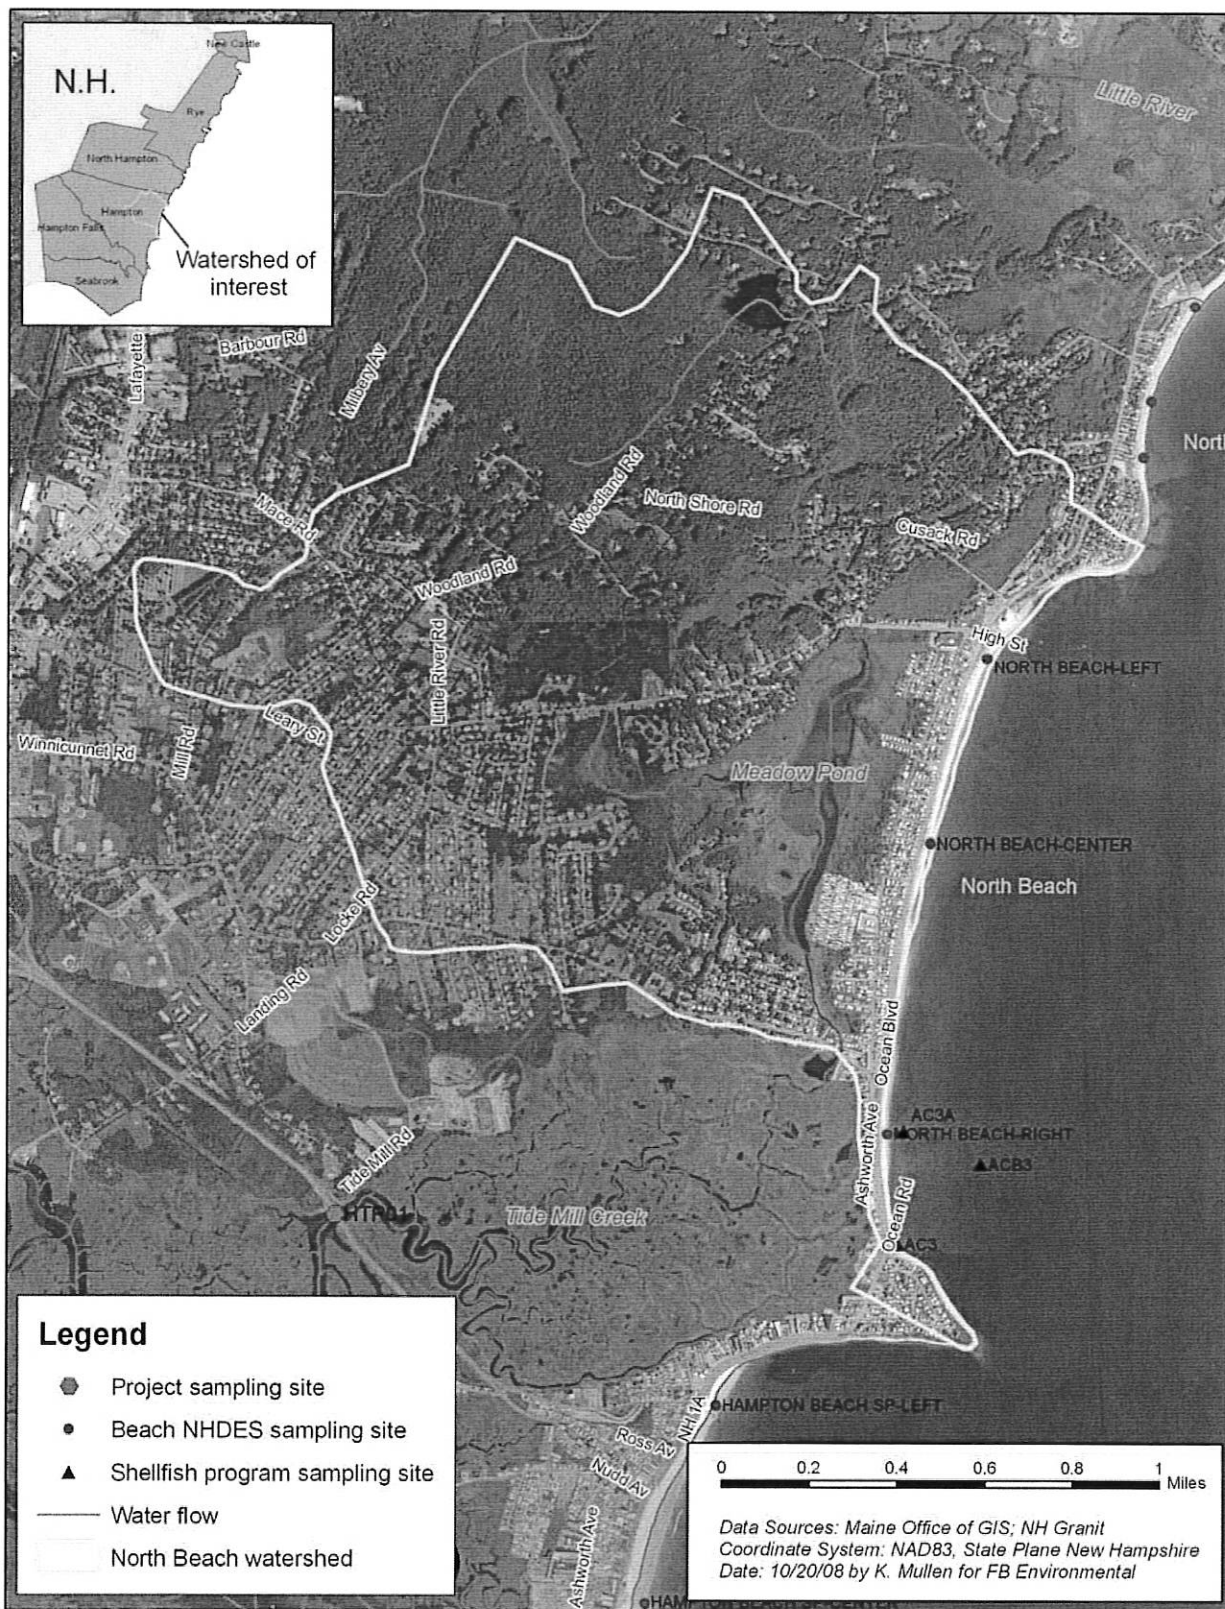 New Castle
N.H.
Rye
North Hampton
Hampton
Hampton Falls
Seabrook
Watershed of
interest
Little River
Lafayette
Barbour Rd
Milbery Av
North
Mace Rd
Woodland Rd
North Shore Rd
Cusack Rd
Woodland Rd
High St
NORTH BEACH-LEFT
Little River Rd
Leary St
Winnicunnet Rd
Mill Rd
Meadow Pond
NORTH BEACH-CENTER
North Beach
Locke Rd
Landing Rd
Ocean Blvd
AC3A
NORTH BEACH-RIGHT
Ashworth Ave
ACB3
Tide Mill Rd
HTP01
Tide Mill Creek
Ocean Rd
AC3
Legend
Project sampling site
Beach NHDES sampling site
Shellfish program sampling site
Water flow
North Beach watershed
HAMPTON BEACH SP-LEFT
NH 1A
Ross Av
Nudd Av
Ashworth Ave
HAMPTON BEACH SP-CENTER
0 0.2 0.4 0.6 0.8 1
Miles
Data Sources: Maine Office of GIS; NH Granit
Coordinate System: NAD83, State Plane New Hampshire
Date: 10/20/08 by K. Mullen for FB Environmental